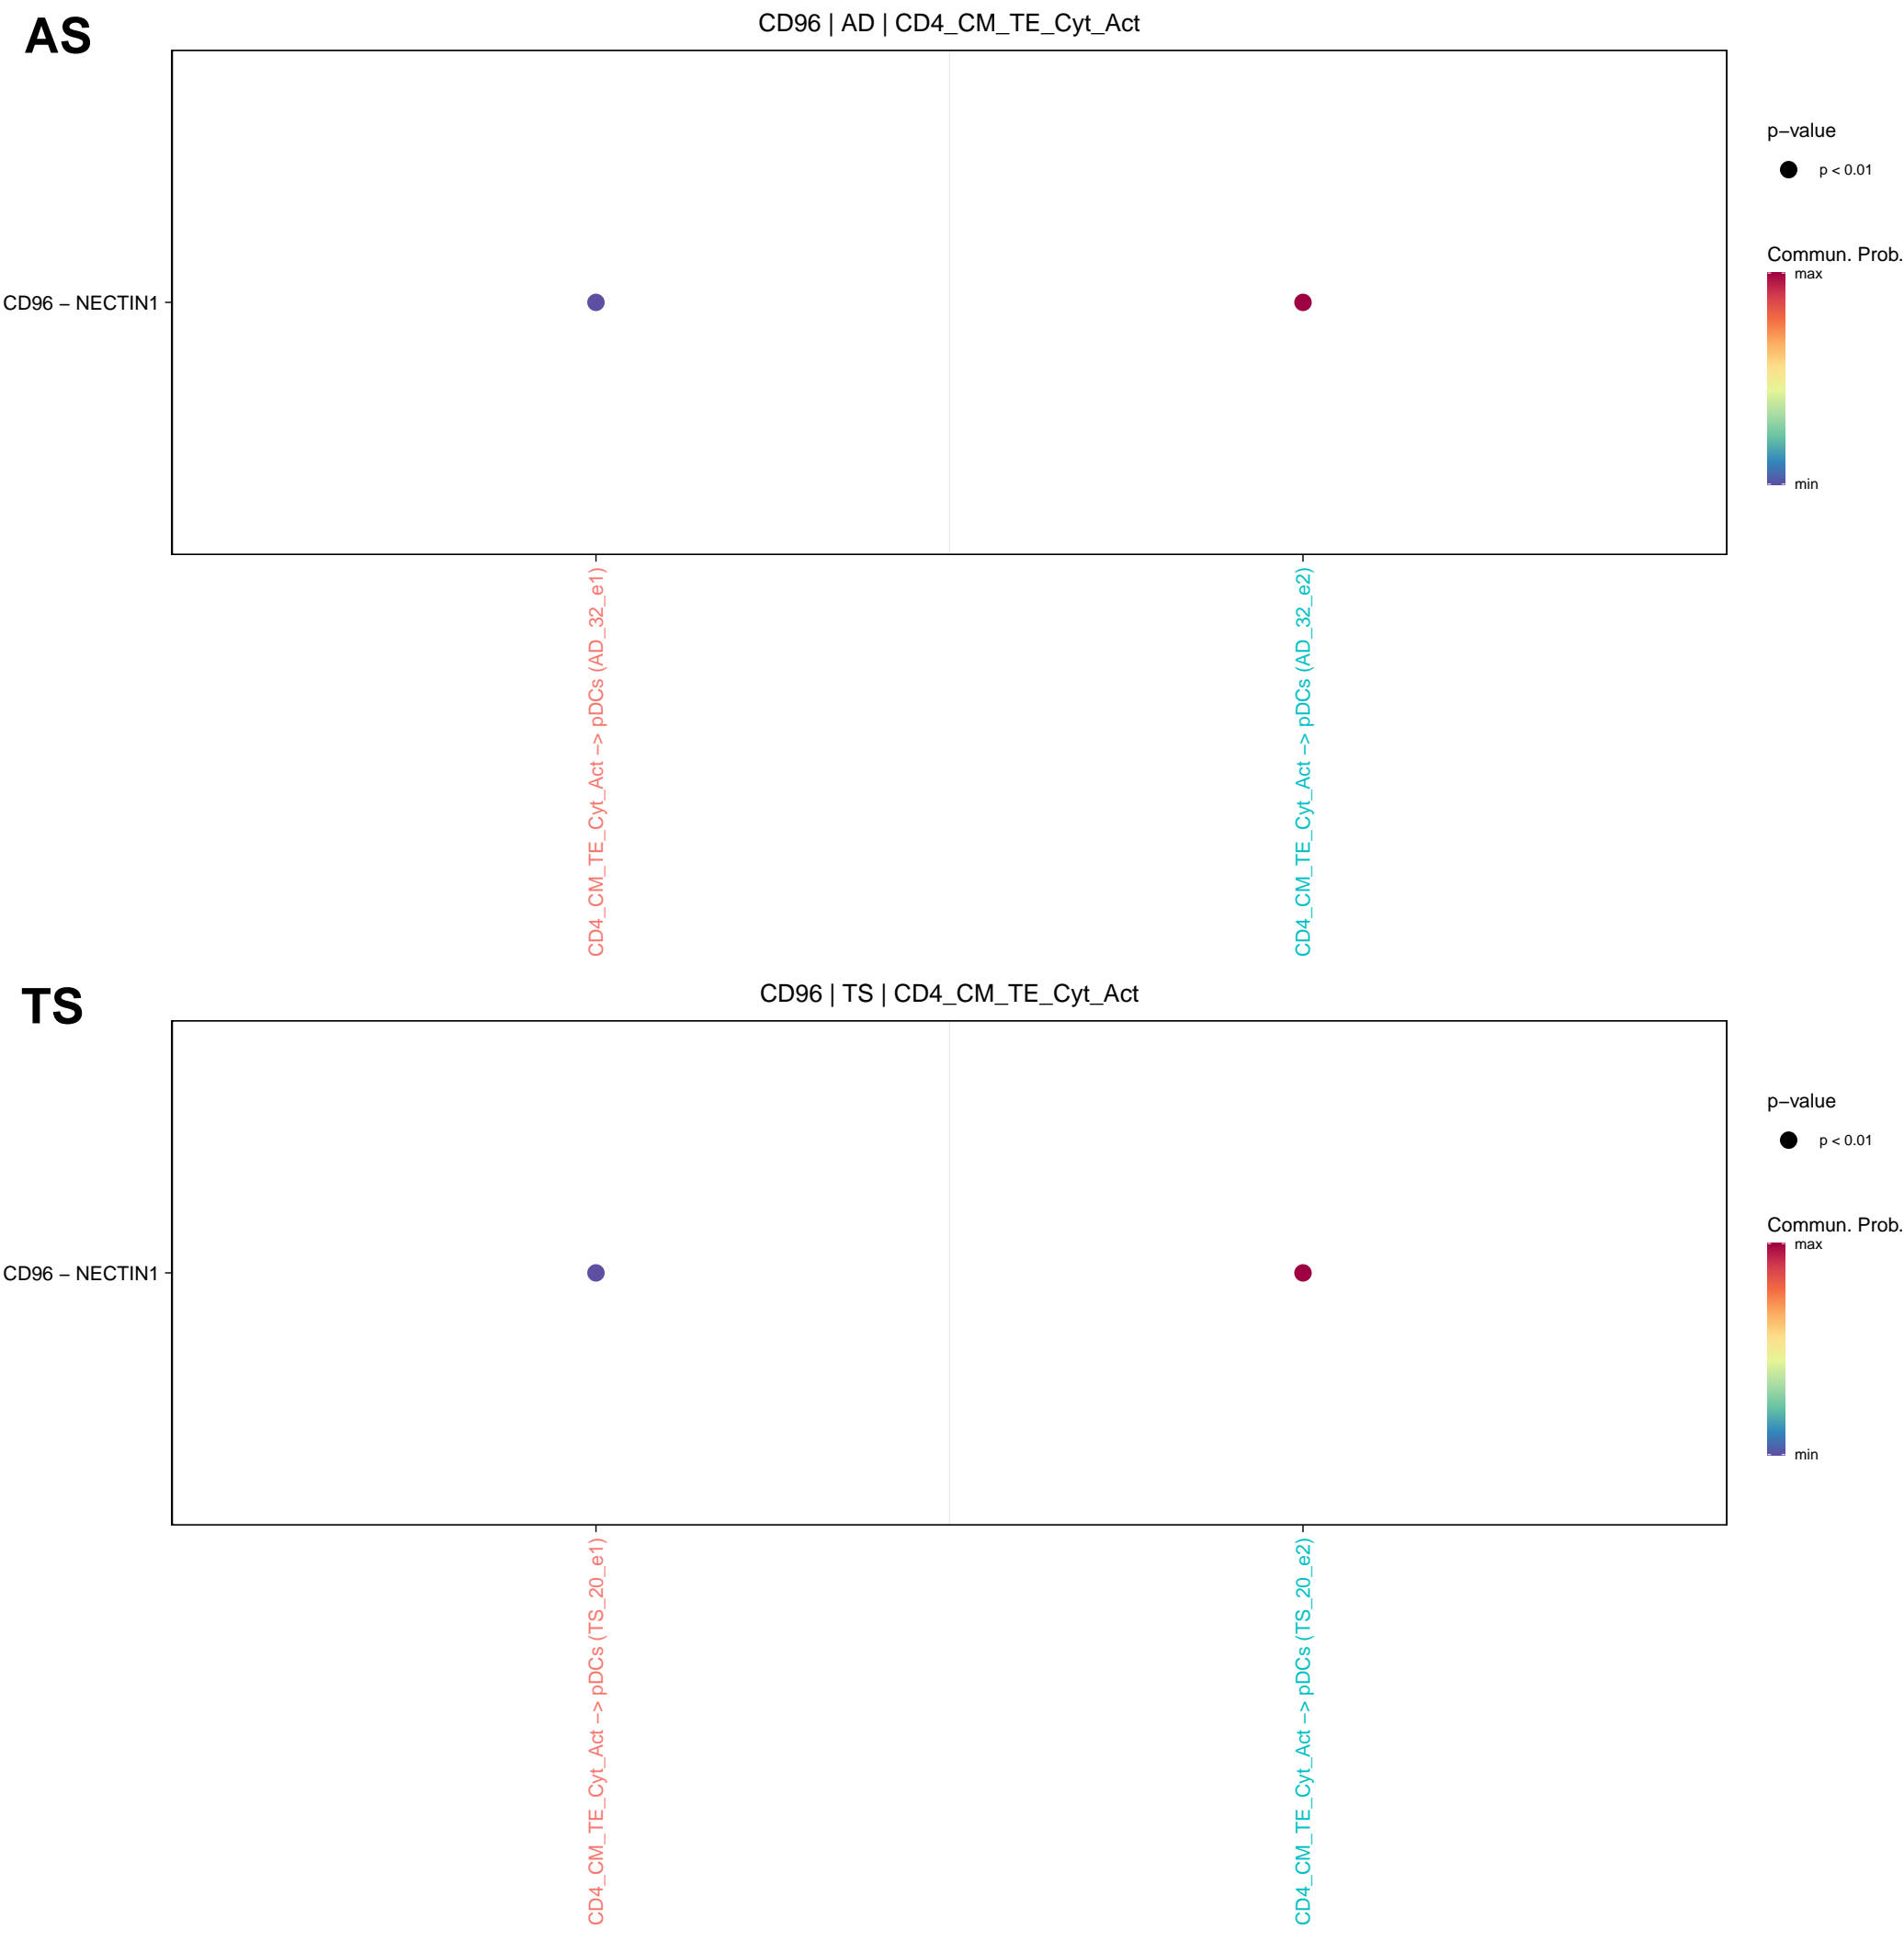 AS
CD96 | AD | CD4_CM_TE_Cyt_Act
p−value
p < 0.01
Commun. Prob.
max
min
CD96 − NECTIN1
CD4_CM_TE_Cyt_Act −> pDCs (AD_32_e1)
CD4_CM_TE_Cyt_Act −> pDCs (AD_32_e2)
TS
CD96 | TS | CD4_CM_TE_Cyt_Act
p−value
p < 0.01
Commun. Prob.
max
min
CD96 − NECTIN1
CD4_CM_TE_Cyt_Act −> pDCs (TS_20_e1)
CD4_CM_TE_Cyt_Act −> pDCs (TS_20_e2)